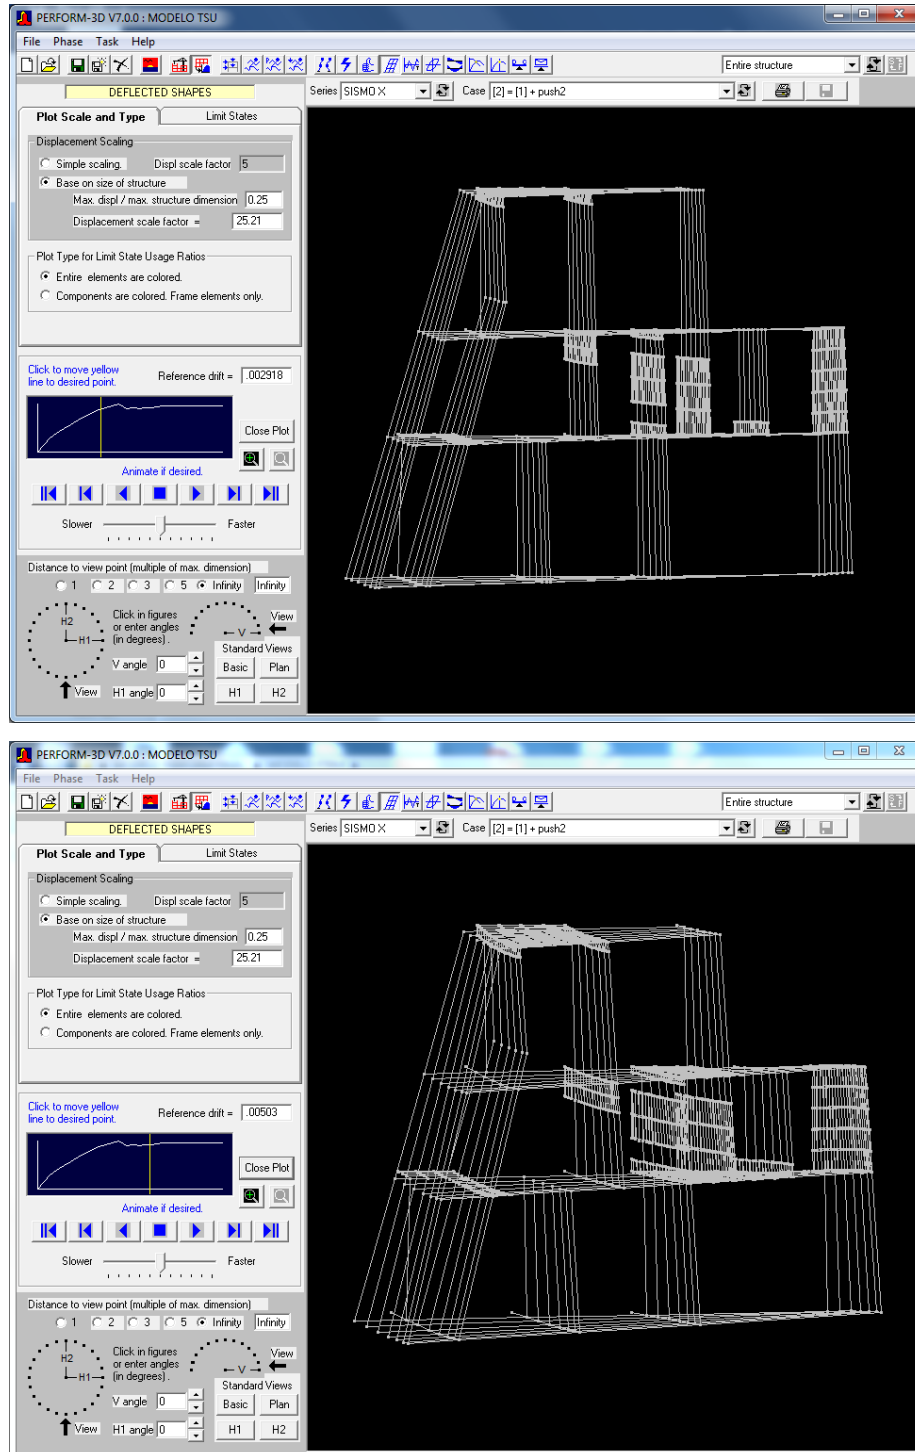 PERFORM-3D V7.0.0 : MODELO TSU
File Phase Task Help
Entire structure
DEFLECTED SHAPES
Series SISMO X Case [2] = [1] + push2
Plot Scale and Type Limit States
Displacement Scaling
Simple scaling. Displ scale factor 5
Base on size of structure
Max. displ / max. structure dimension 0.25
Displacement scale factor = 25.21
Plot Type for Limit State Usage Ratios
Entire elements are colored.
Components are colored. Frame elements only.
Click to move yellow
line to desired point.
Reference drift = .002918
Close Plot
Animate if desired.
Slower Faster
Distance to view point (multiple of max. dimension)
1 2 3 5 Infinity Infinity
H2
H1
Click in figures
or enter angles
(in degrees) .
V
View
Standard Views
V angle 0 Basic Plan
View H1 angle 0 H1 H2
PERFORM-3D V7.0.0 : MODELO TSU
File Phase Task Help
Entire structure
DEFLECTED SHAPES
Series SISMO X Case [2] = [1] + push2
Plot Scale and Type Limit States
Displacement Scaling
Simple scaling. Displ scale factor 5
Base on size of structure
Max. displ / max. structure dimension 0.25
Displacement scale factor = 25.21
Plot Type for Limit State Usage Ratios
Entire elements are colored.
Components are colored. Frame elements only.
Click to move yellow
line to desired point.
Reference drift = .00503
Close Plot
Animate if desired.
Slower Faster
Distance to view point (multiple of max. dimension)
1 2 3 5 Infinity Infinity
H2
H1
Click in figures
or enter angles
(in degrees) .
V
View
Standard Views
V angle 0 Basic Plan
View H1 angle 0 H1 H2